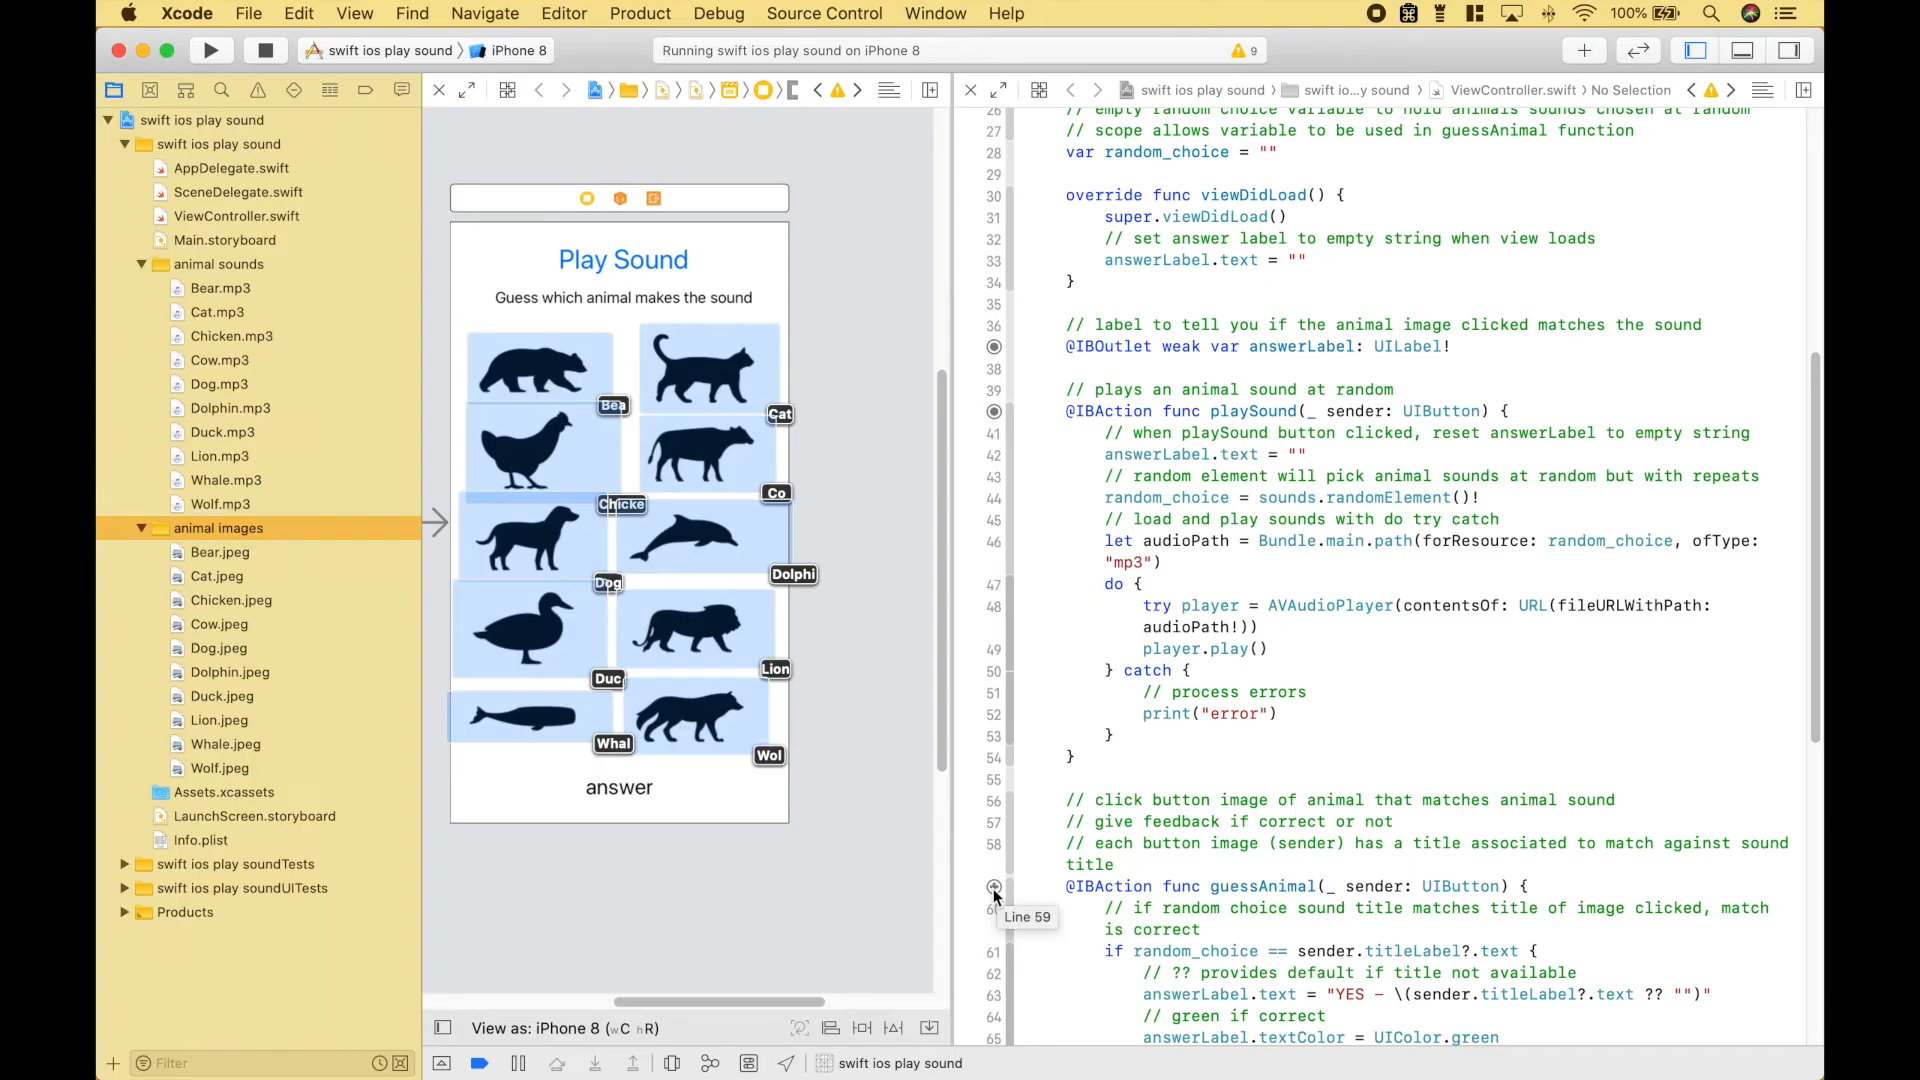 Xcode File Edit View Find Navigate Editor Product Debug Source Control Window Help 100%
swift ios play sound iPhone 8 Running swift ios play sound on iPhone 8 9
swift ios play sound swift io...y sound ViewController.swift No Selection
swift ios play sound
swift ios play sound
AppDelegate.swift
SceneDelegate.swift
ViewController.swift
Main.storyboard
animal sounds
Bear.mp3
Cat.mp3
Chicken.mp3
Cow.mp3
Dog.mp3
Dolphin.mp3
Duck.mp3
Lion.mp3
Whale.mp3
Wolf.mp3
animal images
Bear.jpeg
Cat.jpeg
Chicken.jpeg
Cow.jpeg
Dog.jpeg
Dolphin.jpeg
Duck.jpeg
Lion.jpeg
Whale.jpeg
Wolf.jpeg
Assets.xcassets
LaunchScreen.storyboard
Info.plist
swift ios play soundTests
swift ios play soundUITests
Products
Filter
Play Sound
Guess which animal makes the sound
Bea
Cat
Chicke
Co
Dog
Dolphi
Duc
Lion
Whal
Wol
answer
View as: iPhone 8 (wC hR)
swift ios play sound
26 // empty random choice variable to hold animals sounds chosen at random
27 // scope allows variable to be used in guessAnimal function
28 var random_choice = ""
29
30 override func viewDidLoad() {
31 super.viewDidLoad()
32 // set answer label to empty string when view loads
33 answerLabel.text = ""
34 }
35
36 // label to tell you if the animal image clicked matches the sound
@IBOutlet weak var answerLabel: UILabel!
38
39 // plays an animal sound at random
@IBAction func playSound(_ sender: UIButton) {
41 // when playSound button clicked, reset answerLabel to empty string
42 answerLabel.text = ""
43 // random element will pick animal sounds at random but with repeats
44 random_choice = sounds.randomElement()!
45 // load and play sounds with do try catch
46 let audioPath = Bundle.main.path(forResource: random_choice, ofType:
"mp3")
47 do {
48 try player = AVAudioPlayer(contentsOf: URL(fileURLWithPath:
audioPath!))
49 player.play()
50 } catch {
51 // process errors
52 print("error")
53 }
54 }
55
56 // click button image of animal that matches animal sound
57 // give feedback if correct or not
58 // each button image (sender) has a title associated to match against sound
title
@IBAction func guessAnimal(_ sender: UIButton) {
// if random choice sound title matches title of image clicked, match
Line 59
is correct
61 if random_choice == sender.titleLabel?.text {
62 // ?? provides default if title not available
63 answerLabel.text = "YES - \(sender.titleLabel?.text ?? "")"
64 // green if correct
65 answerLabel.textColor = UIColor.green